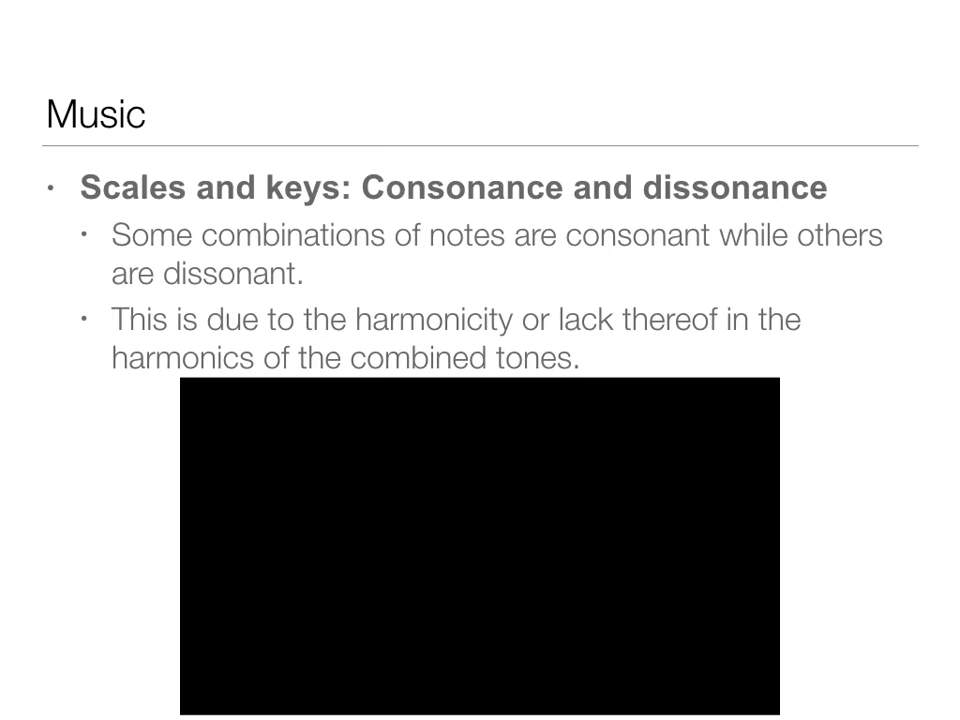 Music
• Scales and keys: Consonance and dissonance
• Some combinations of notes are consonant while others
are dissonant.
• This is due to the harmonicity or lack thereof in the
harmonics of the combined tones.